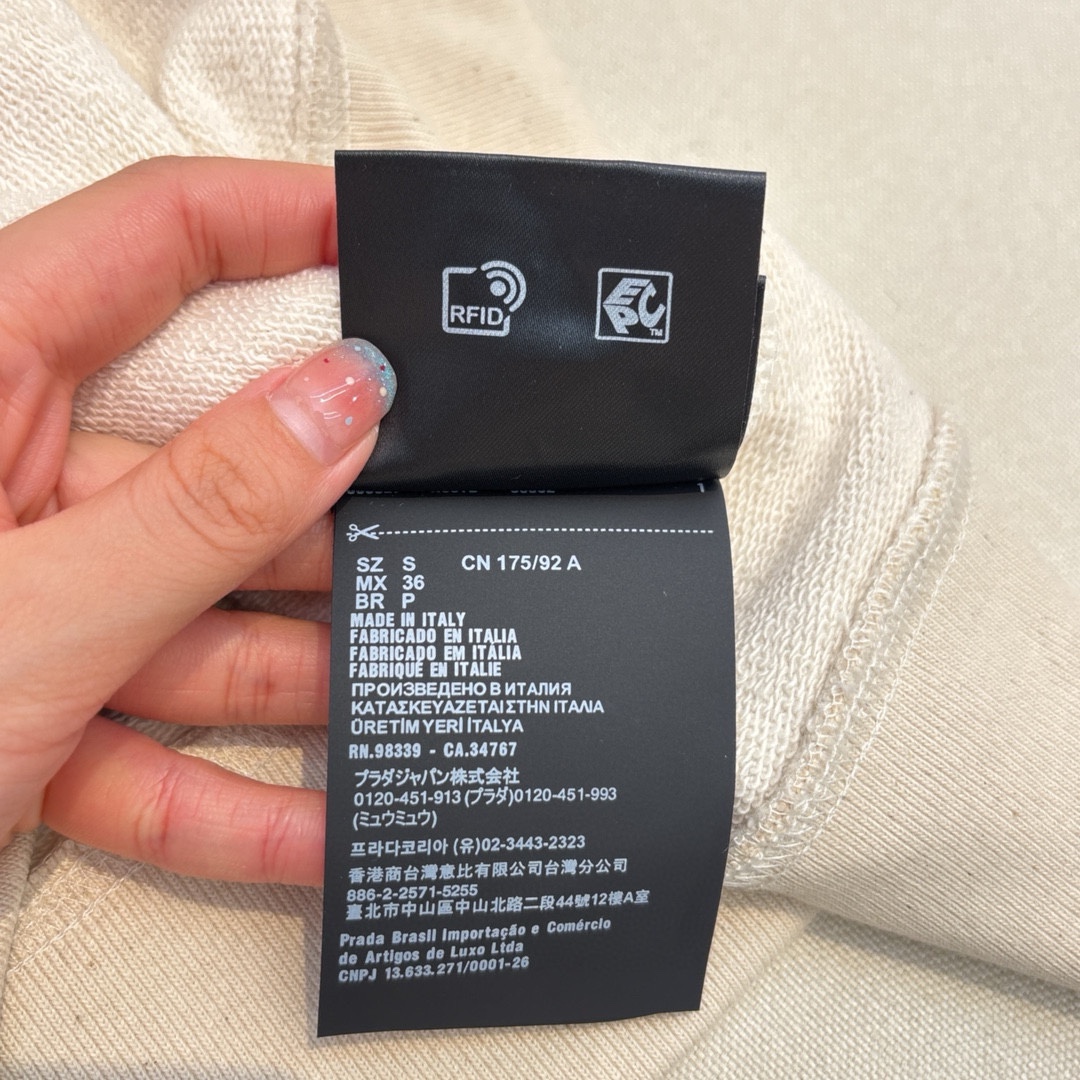 RFID
EPC
TM
SZ S CN 175/92 A
MX 36
BR P
MADE IN ITALY
FABRICADO EN ITALIA
FABRICADO EM ITÁLIA
FABRIQUÉ EN ITALIE
ПРОИЗВЕДЕНО В ИТАЛИЯ
ΚΑΤΑΣΚΕΥΑΖΕΤΑΙ ΣΤΗΝ ΙΤΑΛΙΑ
ÜRETİM YERİ İTALYA
RN.98339 - CA.34767
プラダジャパン株式会社
0120-451-913 (プラダ)0120-451-993
(ミュウミュウ)
프라다코리아 (유)02-3443-2323
香港商台灣意比有限公司台灣分公司
886-2-2571-5255
臺北市中山區中山北路二段44號12樓A室
Prada Brasil Importação e Comércio
de Artigos de Luxo Ltda
CNPJ 13.633.271/0001-26